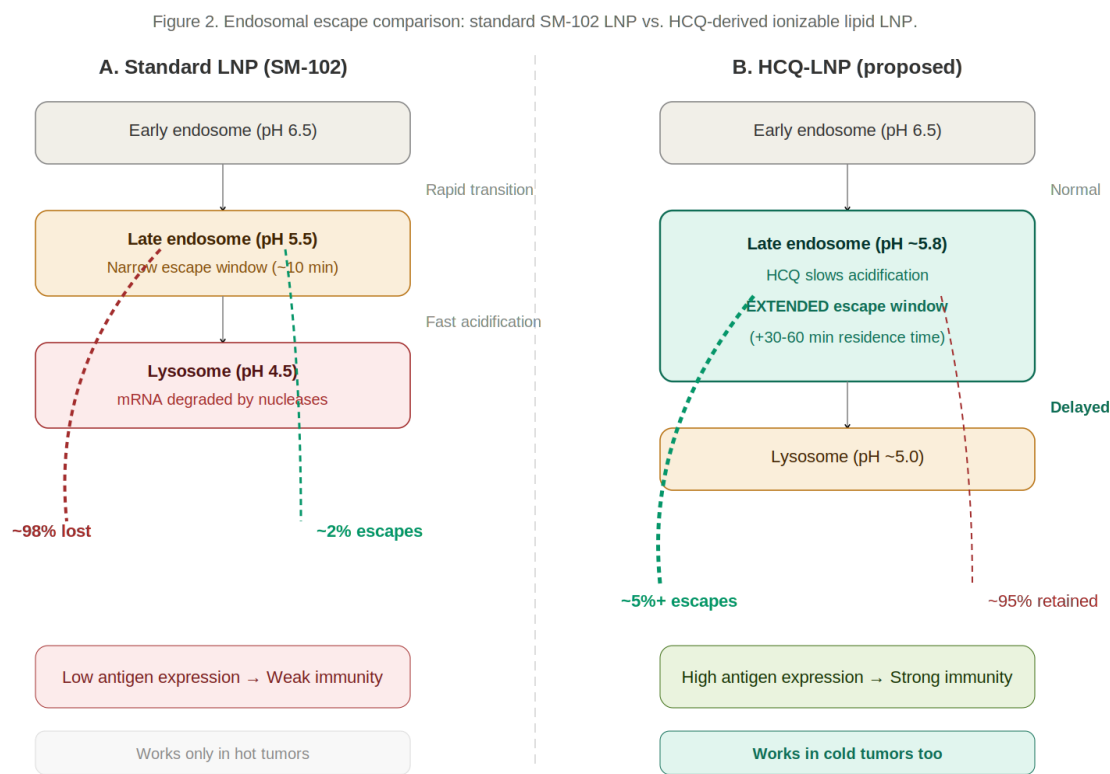 Figure 2. Endosomal escape comparison: standard SM-102 LNP vs. HCQ-derived ionizable lipid LNP.
A. Standard LNP (SM-102)
Early endosome (pH 6.5)
Rapid transition
Late endosome (pH 5.5)
Narrow escape window (~10 min)
Fast acidification
Lysosome (pH 4.5)
mRNA degraded by nucleases
~98% lost
~2% escapes
Low antigen expression → Weak immunity
Works only in hot tumors
B. HCQ-LNP (proposed)
Early endosome (pH 6.5)
Normal
Late endosome (pH ~5.8)
HCQ slows acidification
EXTENDED escape window
(+30-60 min residence time)
Delayed
Lysosome (pH ~5.0)
~5%+ escapes
~95% retained
High antigen expression → Strong immunity
Works in cold tumors too